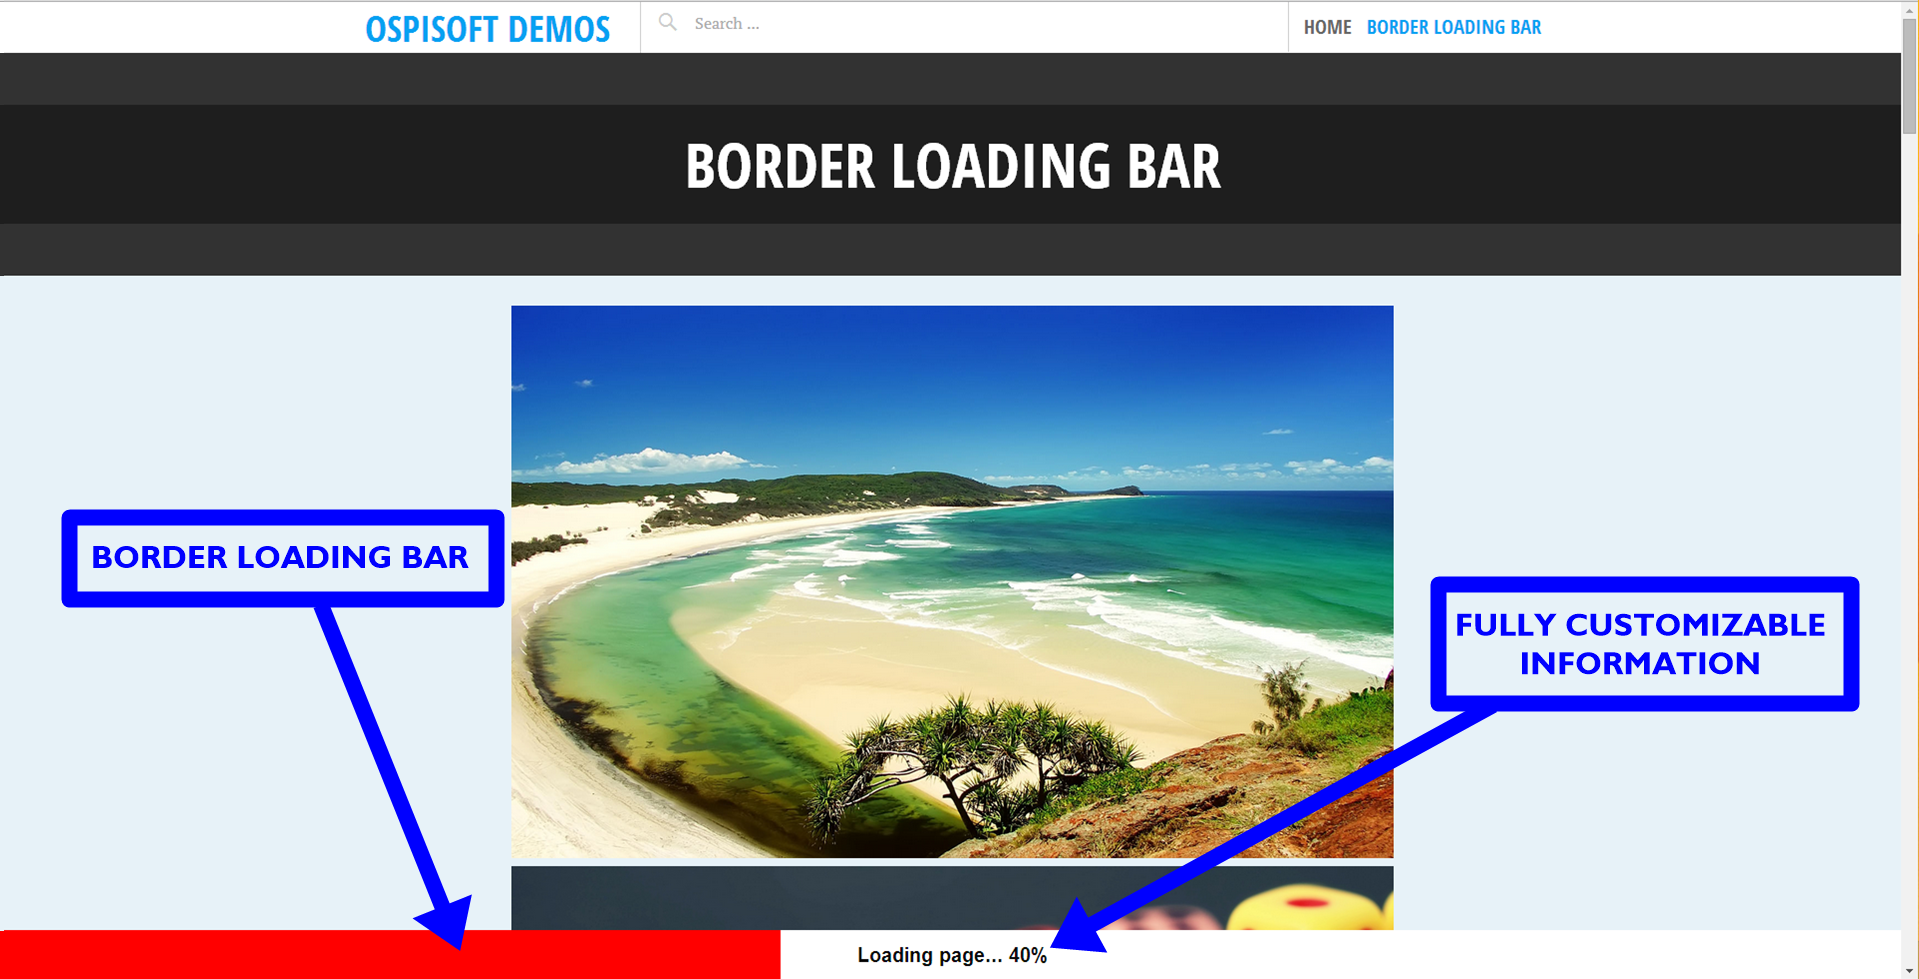 OSPISOFT DEMOS
Search ...
HOME BORDER LOADING BAR
BORDER LOADING BAR
BORDER LOADING BAR
FULLY CUSTOMIZABLE
INFORMATION
Loading page... 40%